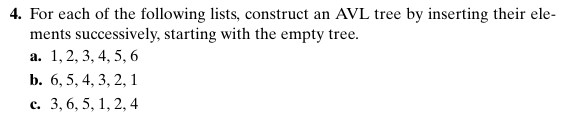 4. For each of the following lists, construct an AVL tree by inserting their ele-
ments successively, starting with the empty tree.
a. 1, 2, 3, 4, 5, 6
b. 6, 5, 4, 3, 2, 1
c. 3, 6, 5, 1, 2, 4